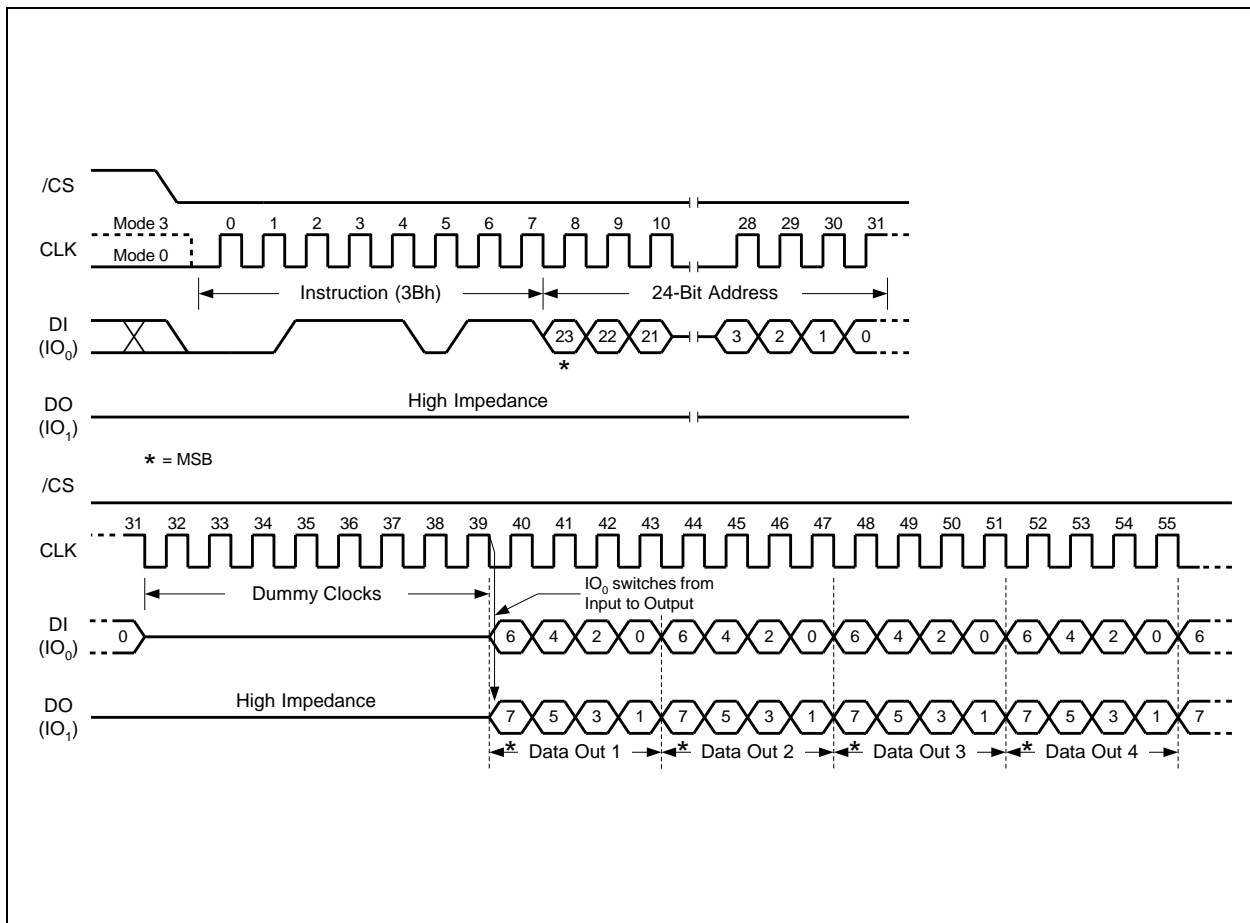 /CS
Mode 3 0 1 2 3 4 5 6 7 8 9 10 28 29 30 31
CLK
Mode 0
Instruction (3Bh) 24-Bit Address
DI
(IO0)
23 22 21 3 2 1 0
*
High Impedance
DO
(IO1)
* = MSB
/CS
31 32 33 34 35 36 37 38 39 40 41 42 43 44 45 46 47 48 49 50 51 52 53 54 55
CLK
Dummy Clocks
IO0 switches from
Input to Output
DI
(IO0)
0 6 4 2 0 6 4 2 0 6 4 2 0 6 4 2 0 6
High Impedance
DO
(IO1)
7 5 3 1 7 5 3 1 7 5 3 1 7 5 3 1 7
* Data Out 1 * Data Out 2 * Data Out 3 * Data Out 4